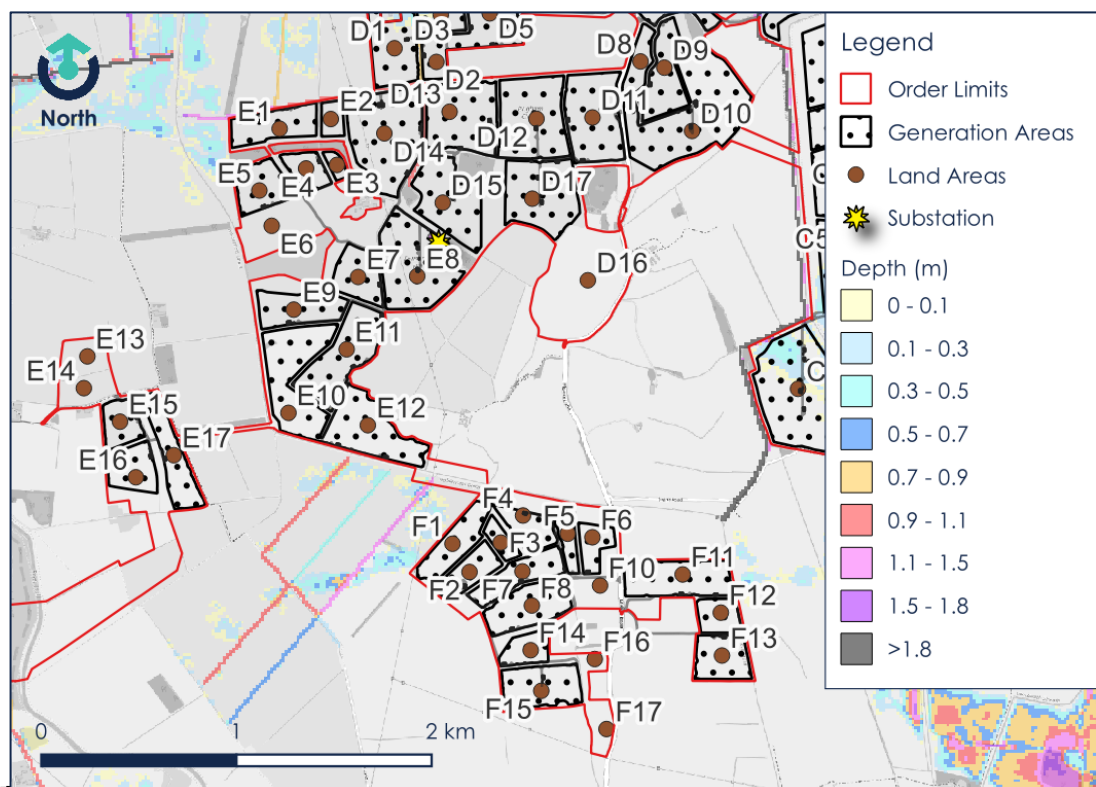 North
D1
D3
D5
D8
D9
D13
D2
E1
E2
D11
D10
D12
D14
E5
E4
E3
D15
D17
E6
E7
E8
D16
C5
E9
E11
E13
E14
E10
E12
C
E15
E17
E16
F4
F1
F5
F6
F3
F10
F11
F2
F7
F8
F12
F14
F16
F13
F15
F17
0
1
2 km
Legend
Order Limits
Generation Areas
Land Areas
Substation
Depth (m)
0 - 0.1
0.1 - 0.3
0.3 - 0.5
0.5 - 0.7
0.7 - 0.9
0.9 - 1.1
1.1 - 1.5
1.5 - 1.8
>1.8